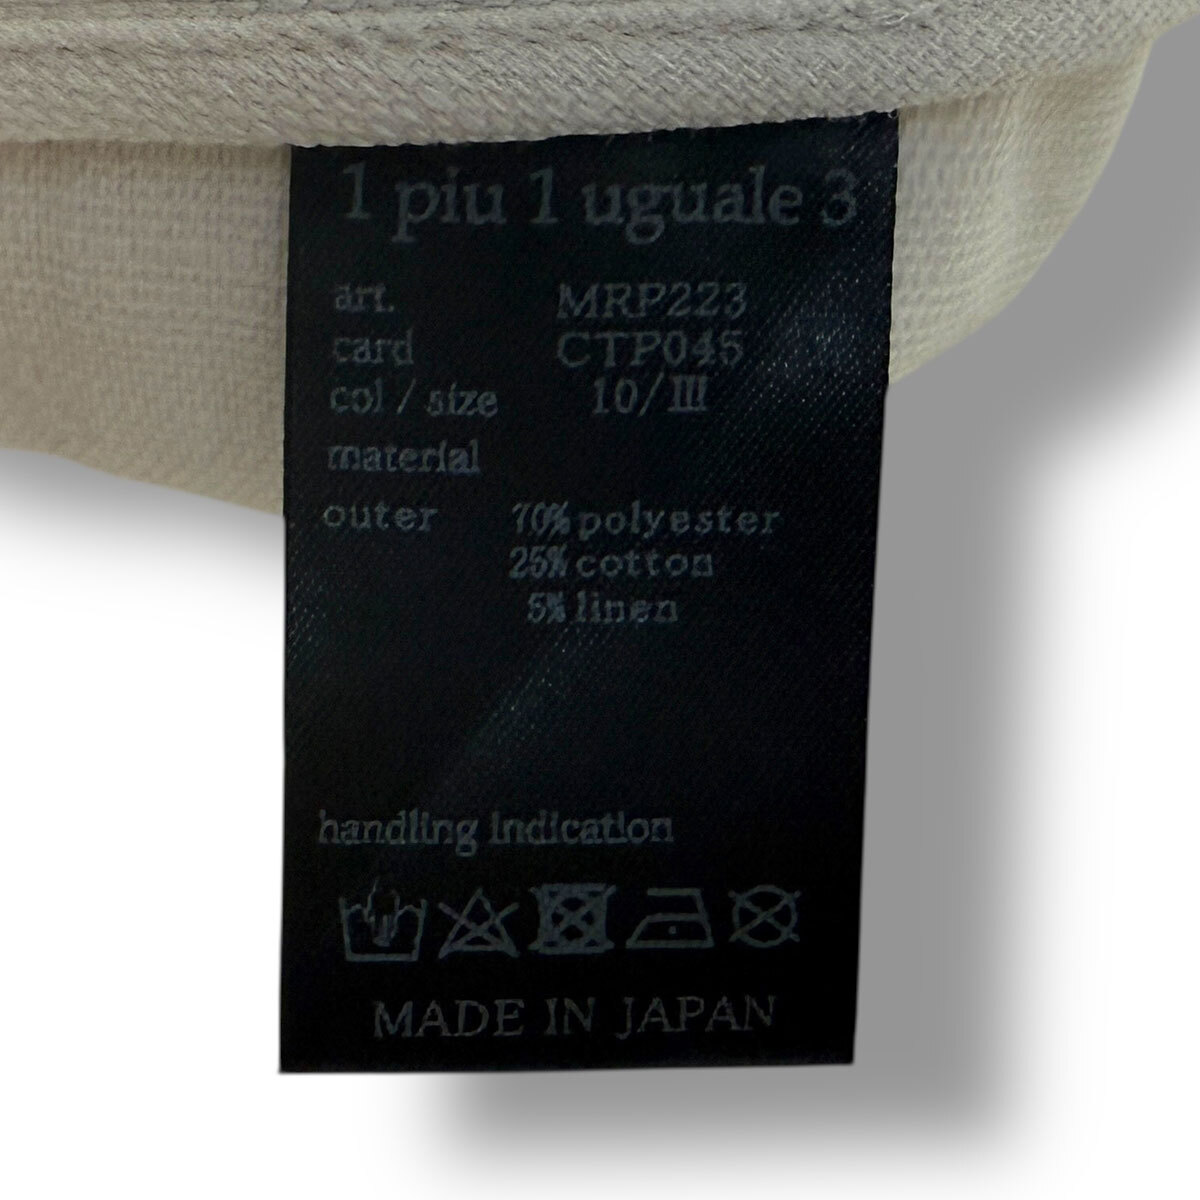 1 piu 1 uguale 3
art. MRP223
card CTP045
col / size 10/Ⅲ
material
outer 70% polyester
25% cotton
5% linen
handling indication
MADE IN JAPAN